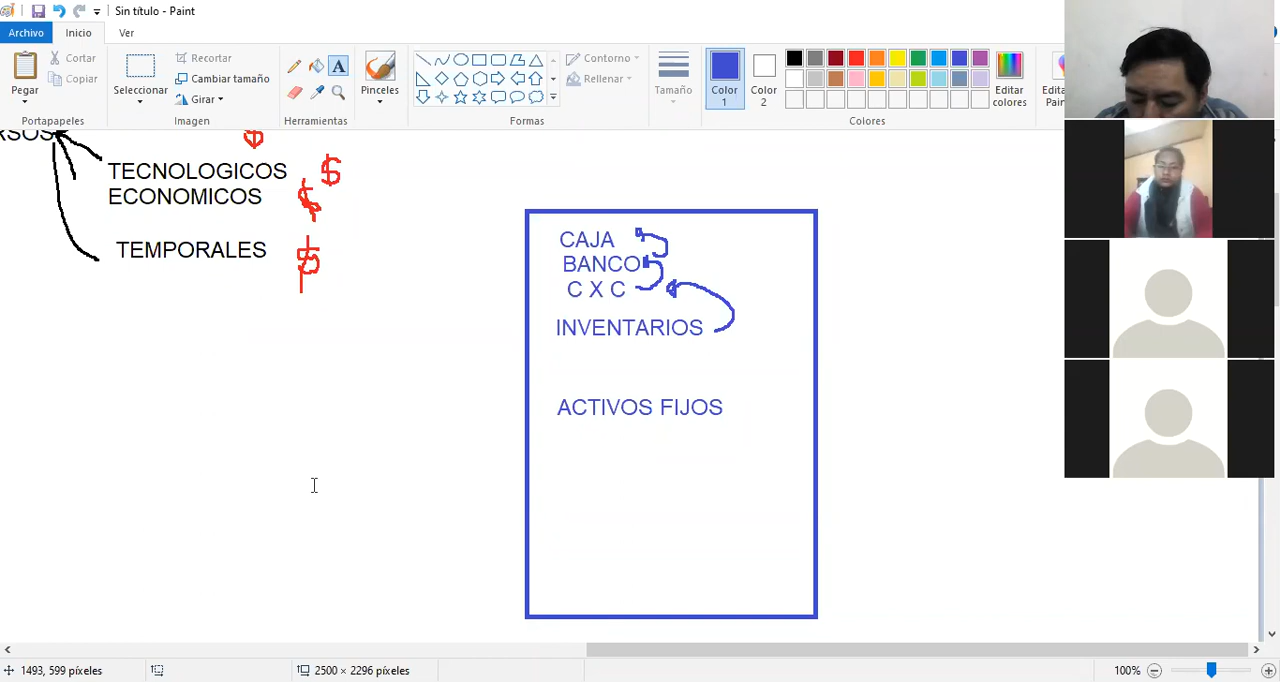 Sin título - Paint
Archivo Inicio Ver
Pegar
Cortar
Copiar
Portapapeles
Seleccionar
Recortar
Cambiar tamaño
Girar
Imagen
A
Herramientas
Pinceles
Contorno
Rellenar
Formas
Tamaño
Color 1
Color 2
Editar colores
Colores
RSOS
$
TECNOLOGICOS $
ECONOMICOS $
TEMPORALES $
CAJA
BANCO
C X C
INVENTARIOS
ACTIVOS FIJOS
1493, 599 píxeles
2500 × 2296 píxeles
100%